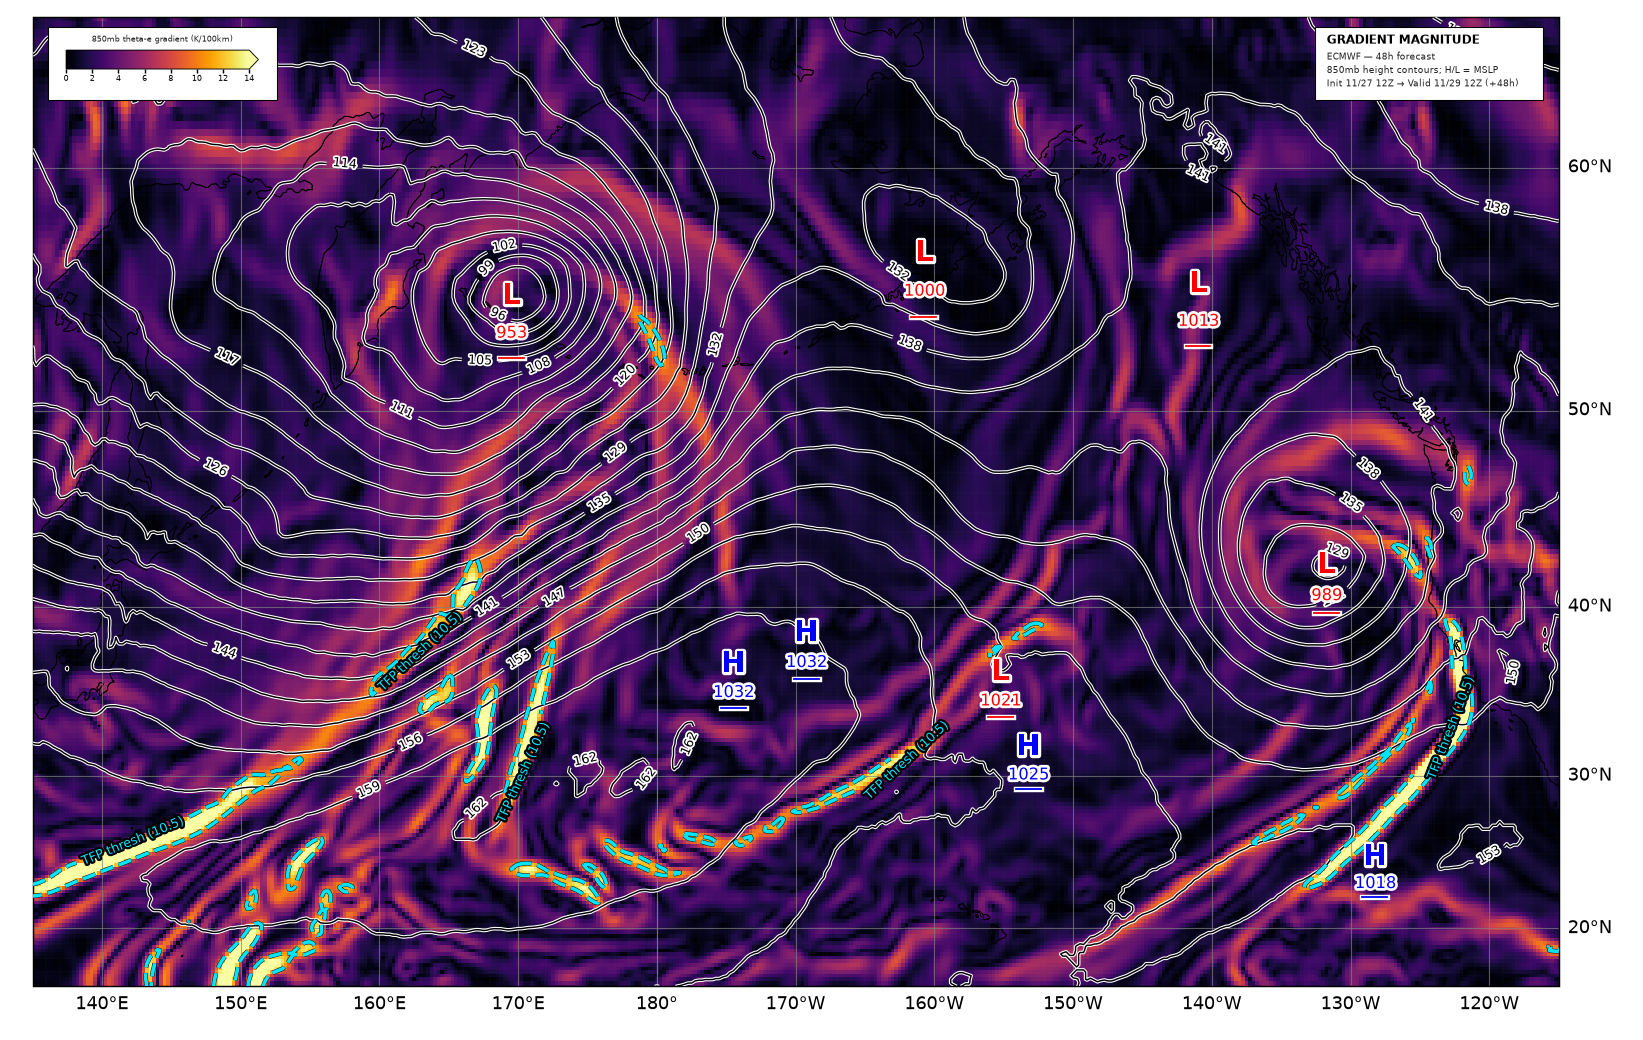 850mb theta-e gradient (K/100km)
0 2 4 6 8 10 12 14
GRADIENT MAGNITUDE
ECMWF — 48h forecast
850mb height contours; H/L = MSLP
Init 11/27 12Z → Valid 11/29 12Z (+48h)
123
114
141
141
138
60°N
102
99
96
L
953
L
1000
132
L
1013
105
108
117
132
138
120
111
50°N
141
129
126
138
135
135
150
129
L
989
147
141
40°N
TFP thresh (10.5)
H
1032
H
1032
144
153
L
1021
150
156
162
TFP thresh (10.5)
TFP thresh (10.5)
TFP thresh (10.5)
H
1025
162
162
30°N
159
162
TFP thresh (10.5)
H
1018
153
20°N
140°E 150°E 160°E 170°E 180° 170°W 160°W 150°W 140°W 130°W 120°W